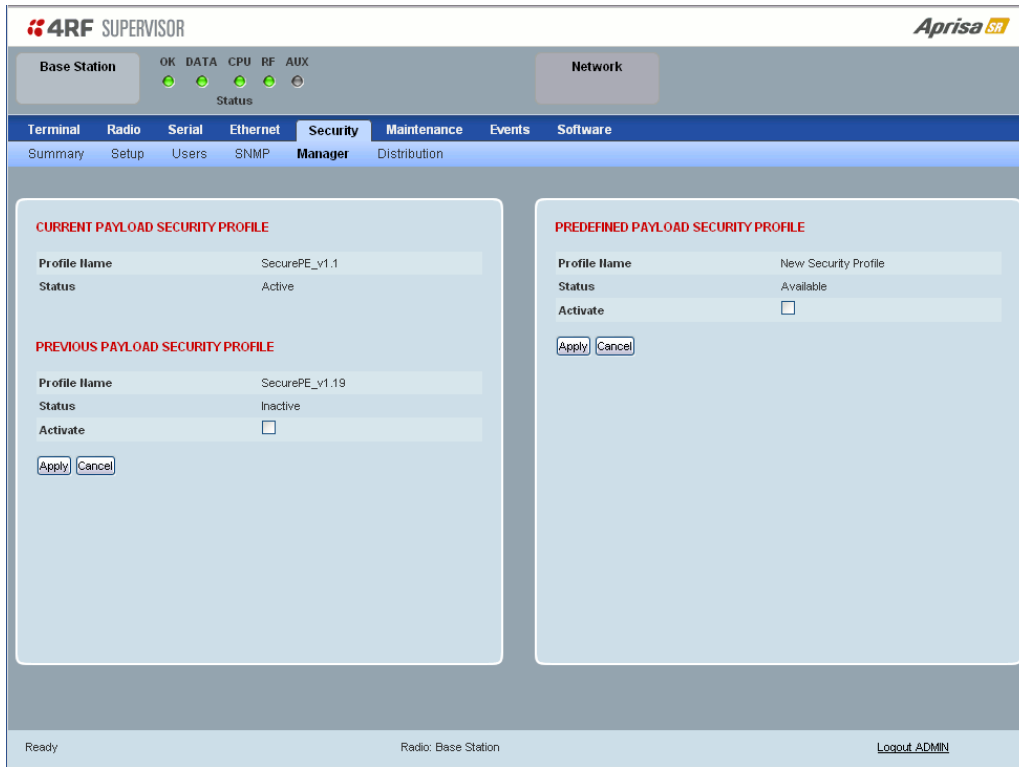 4RF SUPERVISOR
Aprisa SR
Base Station
OK DATA CPU RF AUX
Status
Network
Terminal Radio Serial Ethernet Security Maintenance Events Software
Summary Setup Users SNMP Manager Distribution
CURRENT PAYLOAD SECURITY PROFILE
Profile Name SecurePE_v1.1
Status Active
PREVIOUS PAYLOAD SECURITY PROFILE
Profile Name SecurePE_v1.19
Status Inactive
Activate
Apply Cancel
PREDEFINED PAYLOAD SECURITY PROFILE
Profile Name New Security Profile
Status Available
Activate
Apply Cancel
Ready Radio: Base Station Logout ADMIN